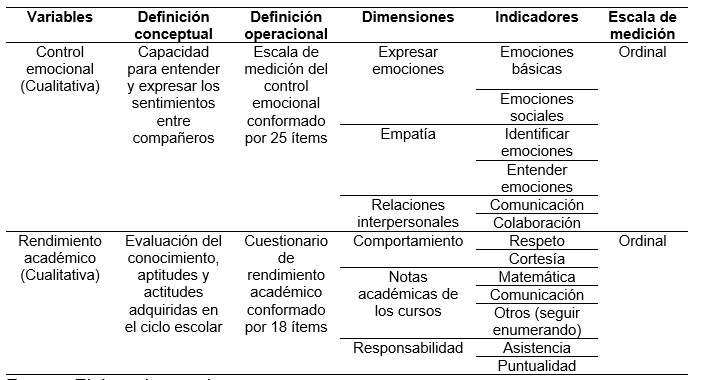 Variables
Definición conceptual
Definición operacional
Dimensiones
Indicadores
Escala de medición
Control emocional (Cualitativa)
Capacidad para entender y expresar los sentimientos entre compañeros
Escala de medición del control emocional conformado por 25 ítems
Expresar emociones
Emociones básicas
Emociones sociales
Ordinal
Empatía
Identificar emociones
Entender emociones
Relaciones interpersonales
Comunicación
Colaboración
Rendimiento académico (Cualitativa)
Evaluación del conocimiento, aptitudes y actitudes adquiridas en el ciclo escolar
Cuestionario de rendimiento académico conformado por 18 ítems
Comportamiento
Respeto
Cortesía
Ordinal
Notas académicas de los cursos
Matemática
Comunicación
Otros (seguir enumerando)
Responsabilidad
Asistencia
Puntualidad